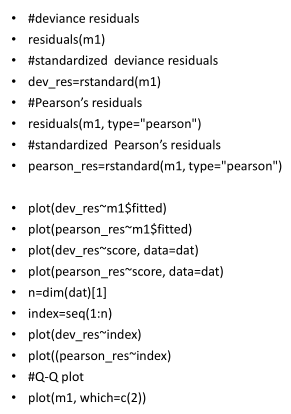 • #deviance residuals
• residuals(m1)
• #standardized  deviance residuals
• dev_res=rstandard(m1)
• #Pearson’s residuals
• residuals(m1, type="pearson")
• #standardized  Pearson’s residuals
• pearson_res=rstandard(m1, type="pearson")
• plot(dev_res~m1$fitted)
• plot(pearson_res~m1$fitted)
• plot(dev_res~score, data=dat)
• plot(pearson_res~score, data=dat)
• n=dim(dat)[1]
• index=seq(1:n)
• plot(dev_res~index)
• plot((pearson_res~index)
• #Q-Q plot
• plot(m1, which=c(2))